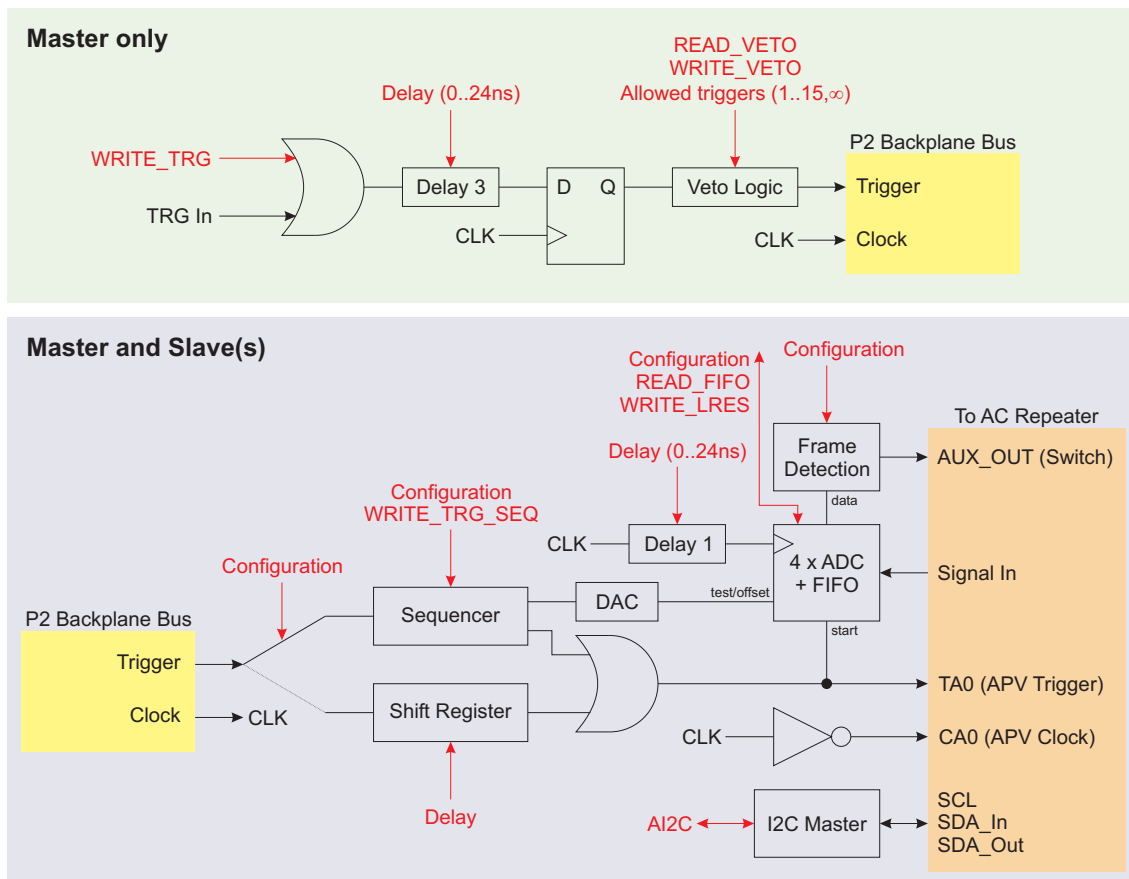 Master only
READ_VETO
WRITE_VETO
Allowed triggers (1..15,∞)
Delay (0..24ns)
P2 Backplane Bus
WRITE_TRG
TRG In
Delay 3
D Q
CLK
Veto Logic
Trigger
CLK
Clock
Master and Slave(s)
Configuration
READ_FIFO
WRITE_LRES
Configuration
To AC Repeater
Delay (0..24ns)
Frame
Detection
AUX_OUT (Switch)
data
Configuration
WRITE_TRG_SEQ
CLK
Delay 1
4 x ADC
+ FIFO
Signal In
Configuration
test/offset
DAC
Sequencer
start
P2 Backplane Bus
Trigger
Clock
CLK
Shift Register
TA0 (APV Trigger)
CLK
CA0 (APV Clock)
Delay
AI2C
I2C Master
SCL
SDA_In
SDA_Out